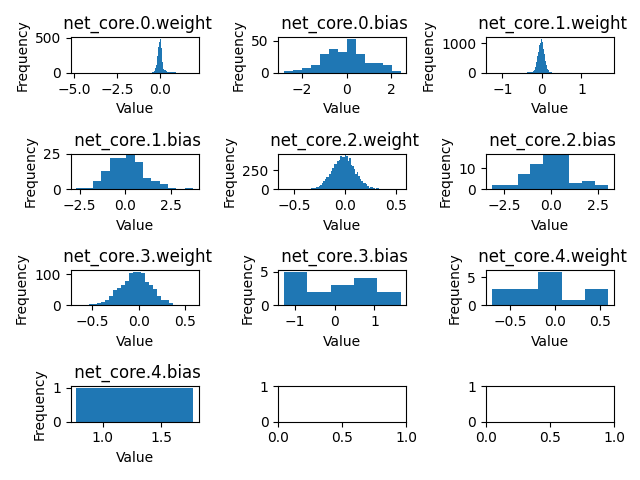 net_core.0.weight
net_core.0.bias
net_core.1.weight
Frequency
500
0
−5.0 −2.5 0.0
Value
Frequency
50
0
−2 0 2
Value
Frequency
1000
0
−1 0 1
Value
net_core.1.bias
net_core.2.weight
net_core.2.bias
Frequency
25
0
−2.5 0.0 2.5
Value
Frequency
250
0
−0.5 0.0 0.5
Value
Frequency
10
0
−2.5 0.0 2.5
Value
net_core.3.weight
net_core.3.bias
net_core.4.weight
Frequency
100
0
−0.5 0.0 0.5
Value
Frequency
5
0
−1 0 1
Value
Frequency
5
0
−0.5 0.0 0.5
Value
net_core.4.bias
Frequency
1
0
1.0 1.5
Value
1
0
0.0 0.5 1.0
1
0
0.0 0.5 1.0